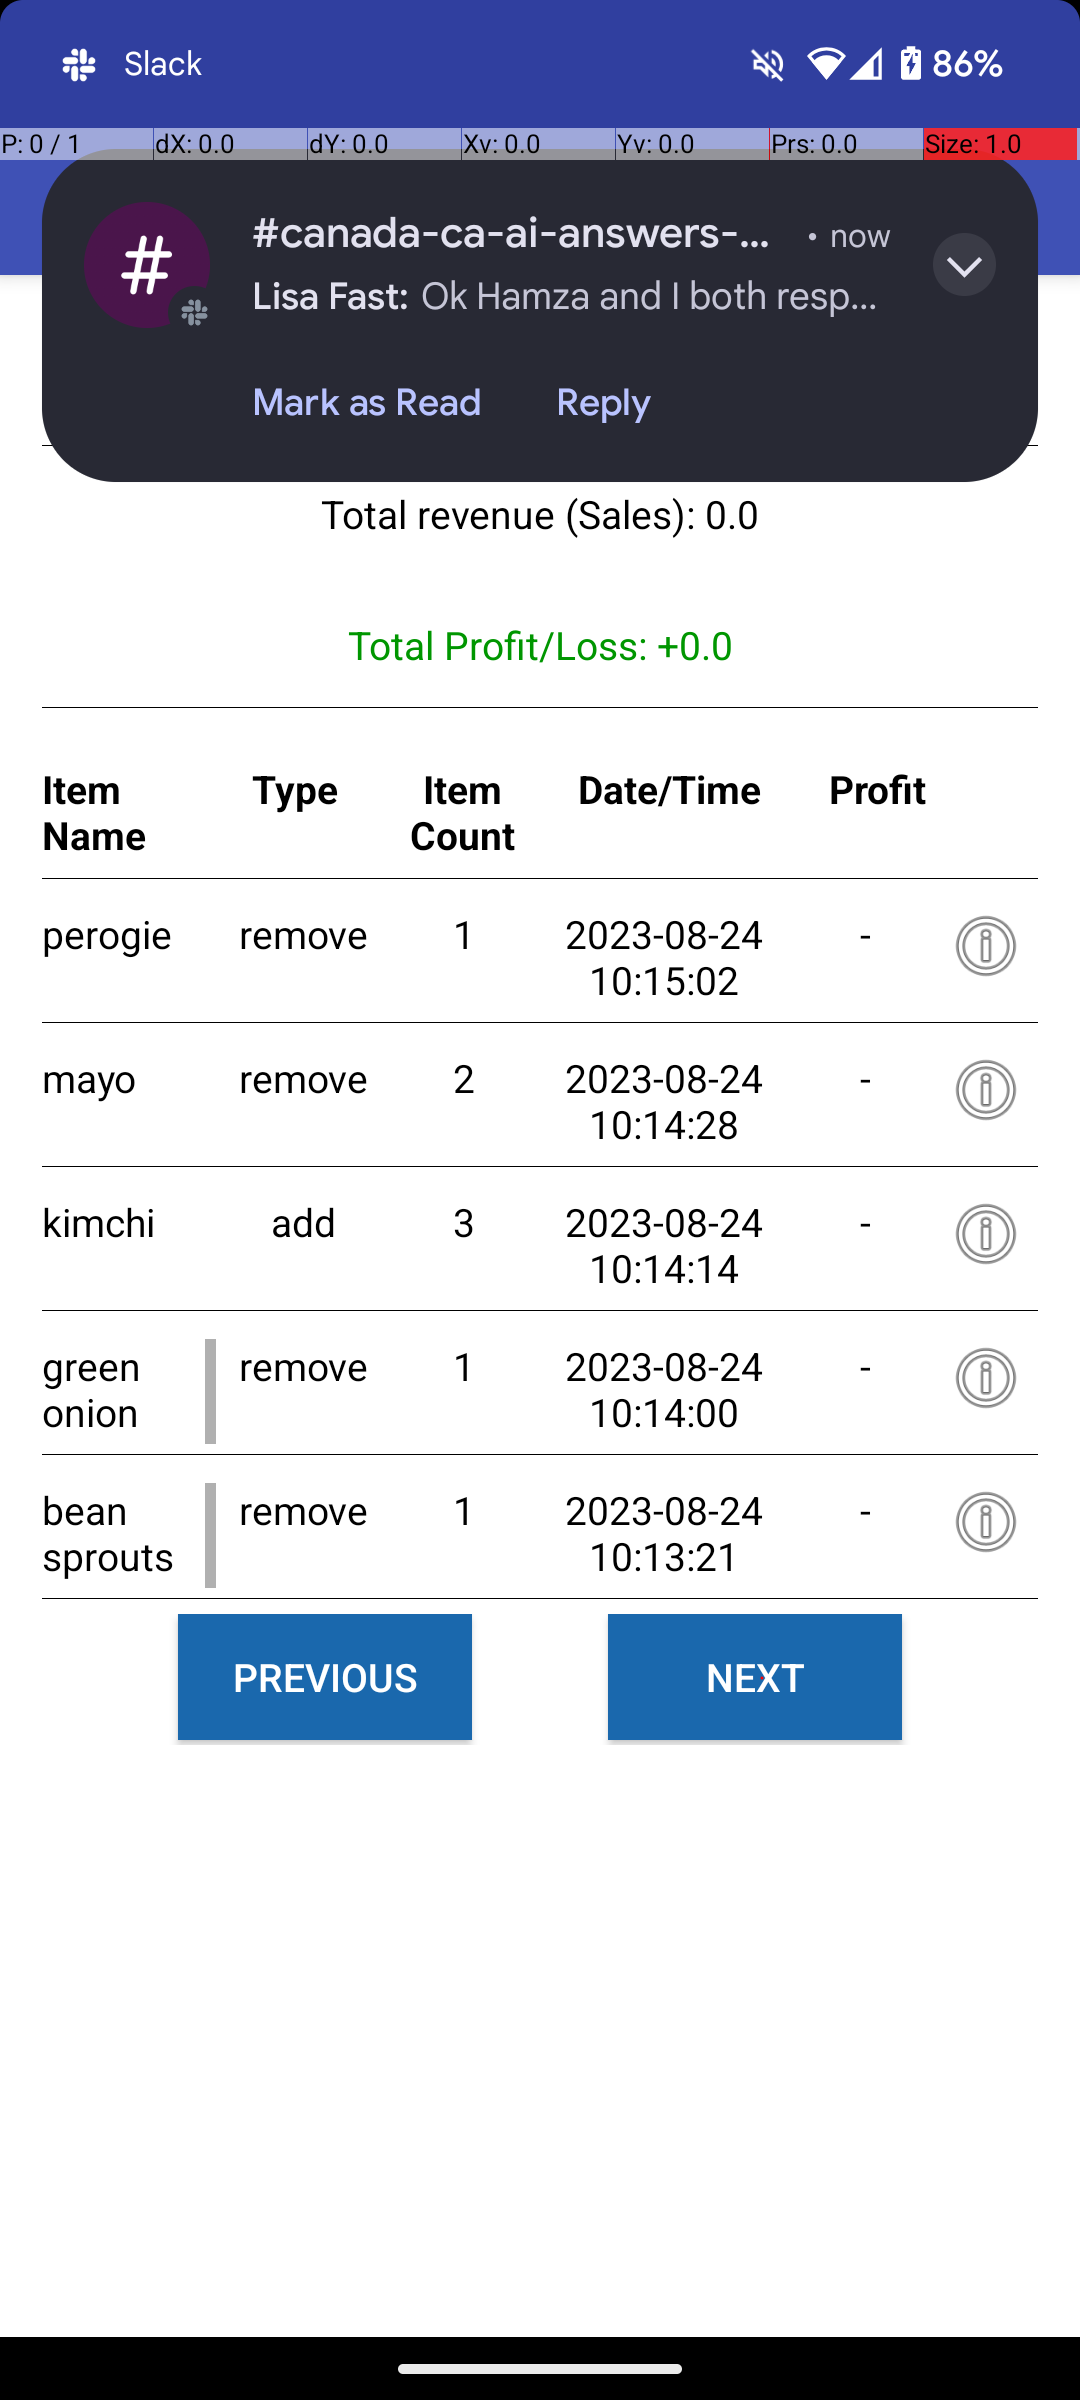 Slack 86%
P: 0 / 1 dX: 0.0 dY: 0.0 Xv: 0.0 Yv: 0.0 Prs: 0.0 Size: 1.0
#canada-ca-ai-answers-... • now
Lisa Fast: Ok Hamza and I both resp...
Mark as Read Reply
Total revenue (Sales): 0.0
Total Profit/Loss: +0.0
Item Name Type Item Count Date/Time Profit
perogie remove 1 2023-08-24 10:15:02 -
mayo remove 2 2023-08-24 10:14:28 -
kimchi add 3 2023-08-24 10:14:14 -
green onion remove 1 2023-08-24 10:14:00 -
bean sprouts remove 1 2023-08-24 10:13:21 -
PREVIOUS NEXT